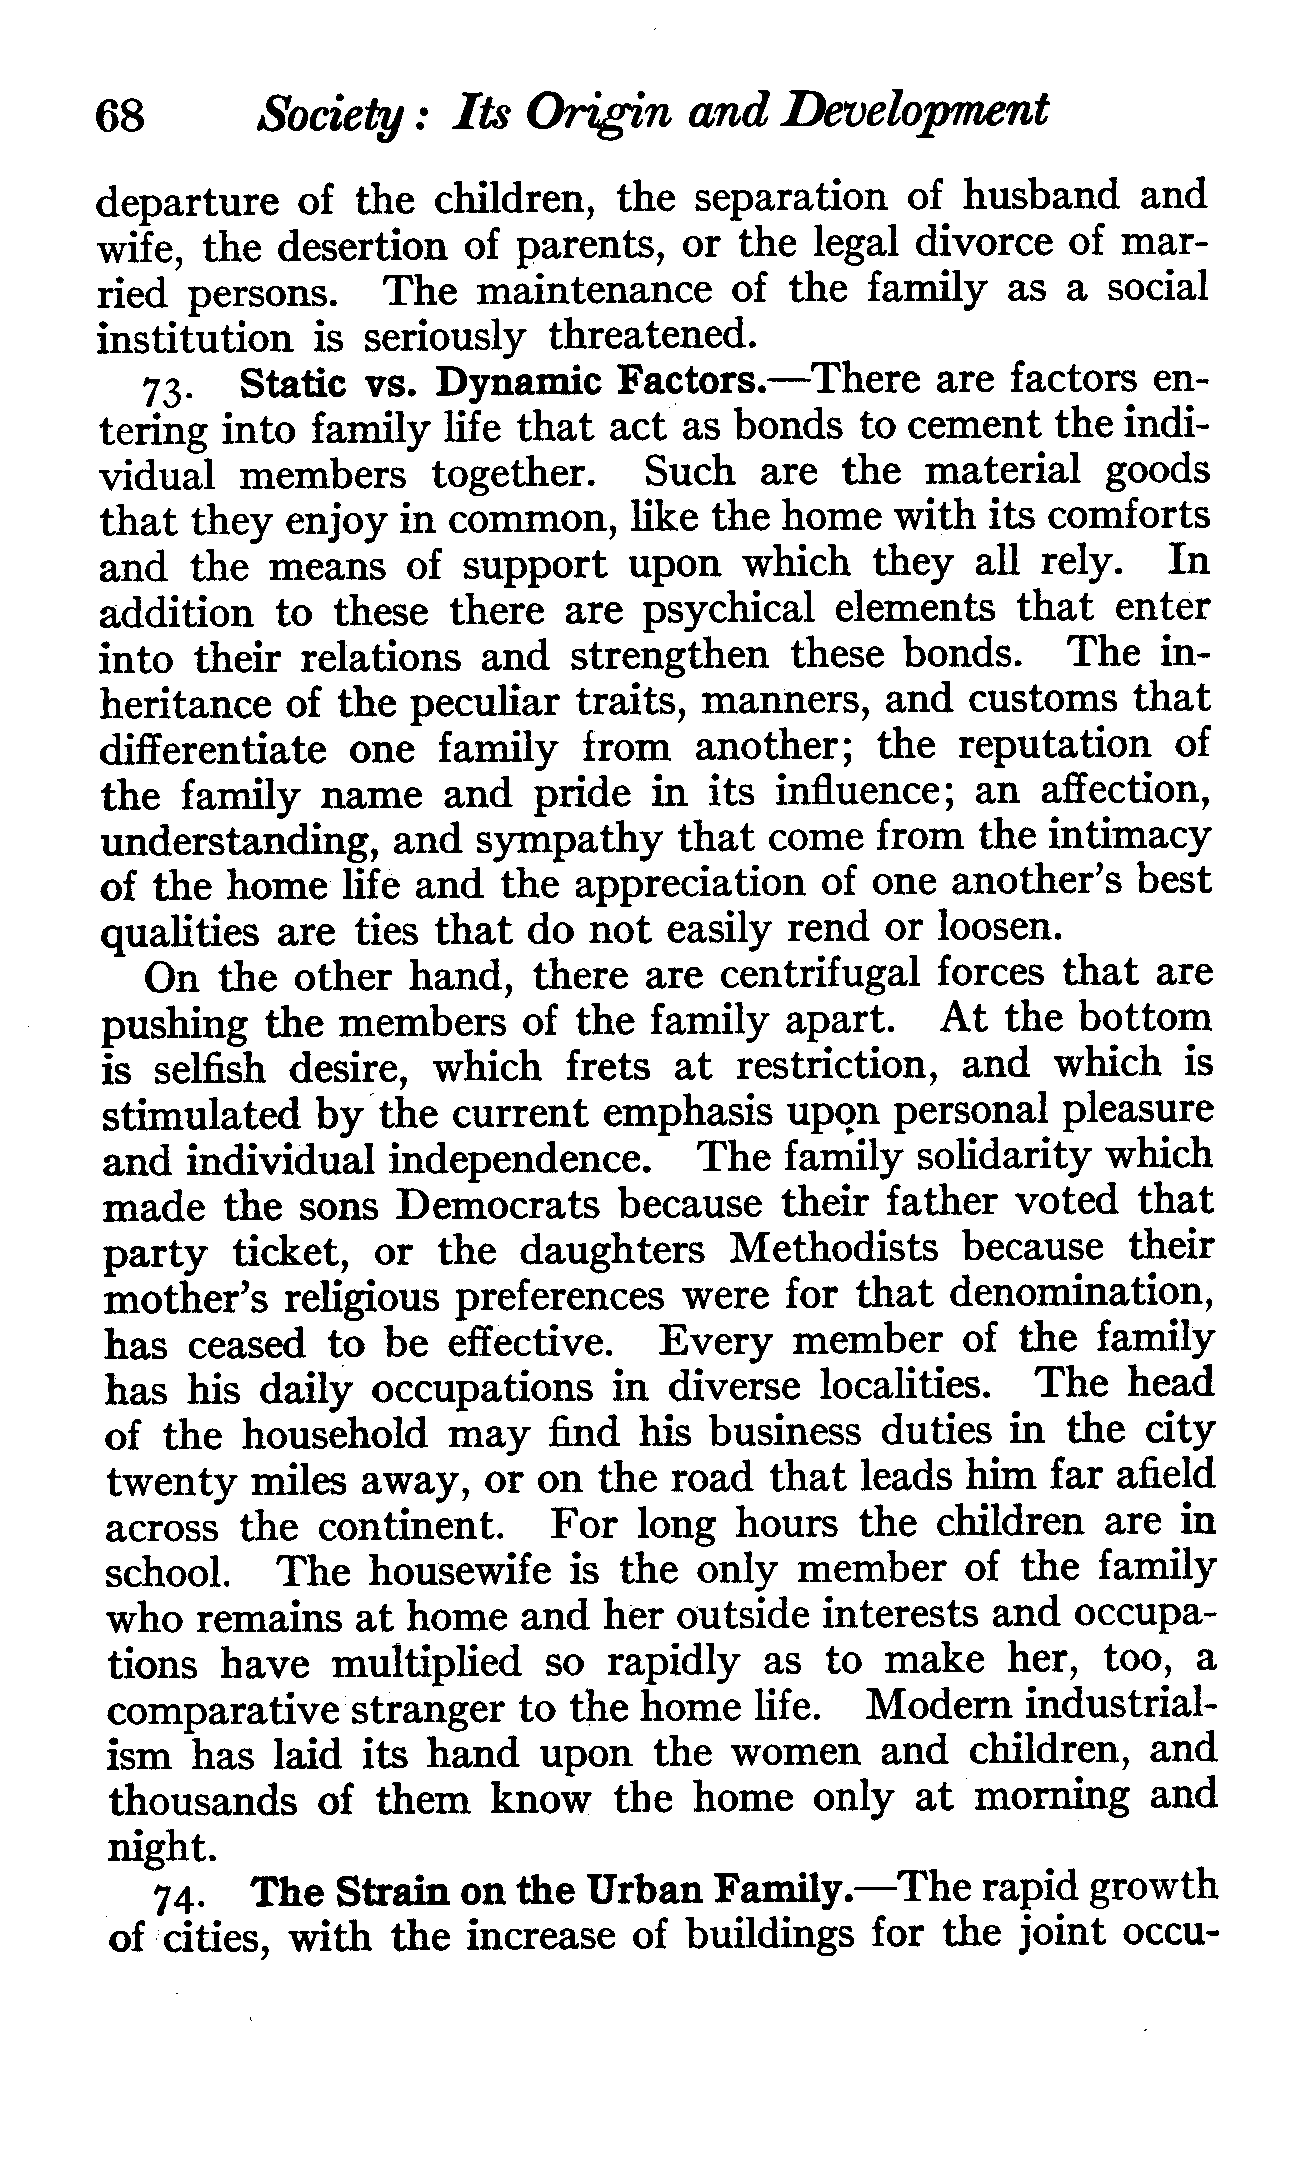 68 Society: Its Origin and Development
departure of the children, the separation of husband and
wife, the desertion of parents, or the legal divorce of mar-
ried persons. The maintenance of the family as a social
institution is seriously threatened.
73. Static vs. Dynamic Factors.—There are factors en-
tering into family life that act as bonds to cement the indi-
vidual members together. Such are the material goods
that they enjoy in common, like the home with its comforts
and the means of support upon which they all rely. In
addition to these there are psychical elements that enter
into their relations and strengthen these bonds. The in-
heritance of the peculiar traits, manners, and customs that
differentiate one family from another; the reputation of
the family name and pride in its influence; an affection,
understanding, and sympathy that come from the intimacy
of the home life and the appreciation of one another's best
qualities are ties that do not easily rend or loosen.
On the other hand, there are centrifugal forces that are
pushing the members of the family apart. At the bottom
is selfish desire, which frets at restriction, and which is
stimulated by the current emphasis upon personal pleasure
and individual independence. The family solidarity which
made the sons Democrats because their father voted that
party ticket, or the daughters Methodists because their
mother's religious preferences were for that denomination,
has ceased to be effective. Every member of the family
has his daily occupations in diverse localities. The head
of the household may find his business duties in the city
twenty miles away, or on the road that leads him far afield
across the continent. For long hours the children are in
school. The housewife is the only member of the family
who remains at home and her outside interests and occupa-
tions have multiplied so rapidly as to make her, too, a
comparative stranger to the home life. Modern industrial-
ism has laid its hand upon the women and children, and
thousands of them know the home only at morning and
night.
74. The Strain on the Urban Family.—The rapid growth
of cities, with the increase of buildings for the joint occu-